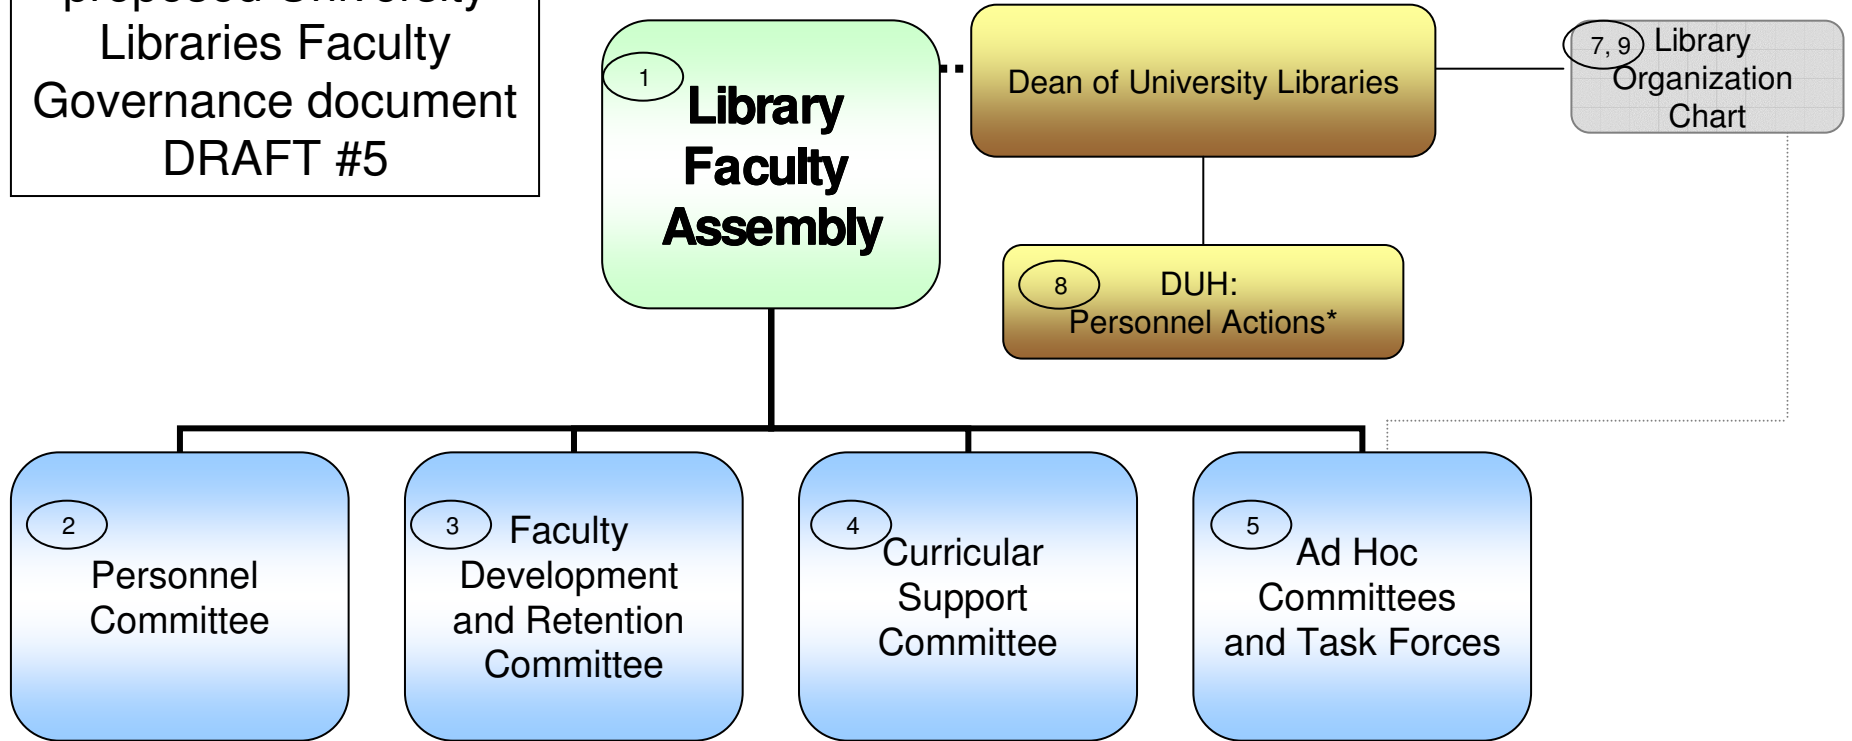 proposed University
Libraries Faculty
Governance document
DRAFT #5
1
Library
Faculty
Assembly
Dean of University Libraries
7, 9
Library
Organization
Chart
8
DUH:
Personnel Actions*
2
Personnel
Committee
3
Faculty
Development
and Retention
Committee
4
Curricular
Support
Committee
5
Ad Hoc
Committees
and Task Forces